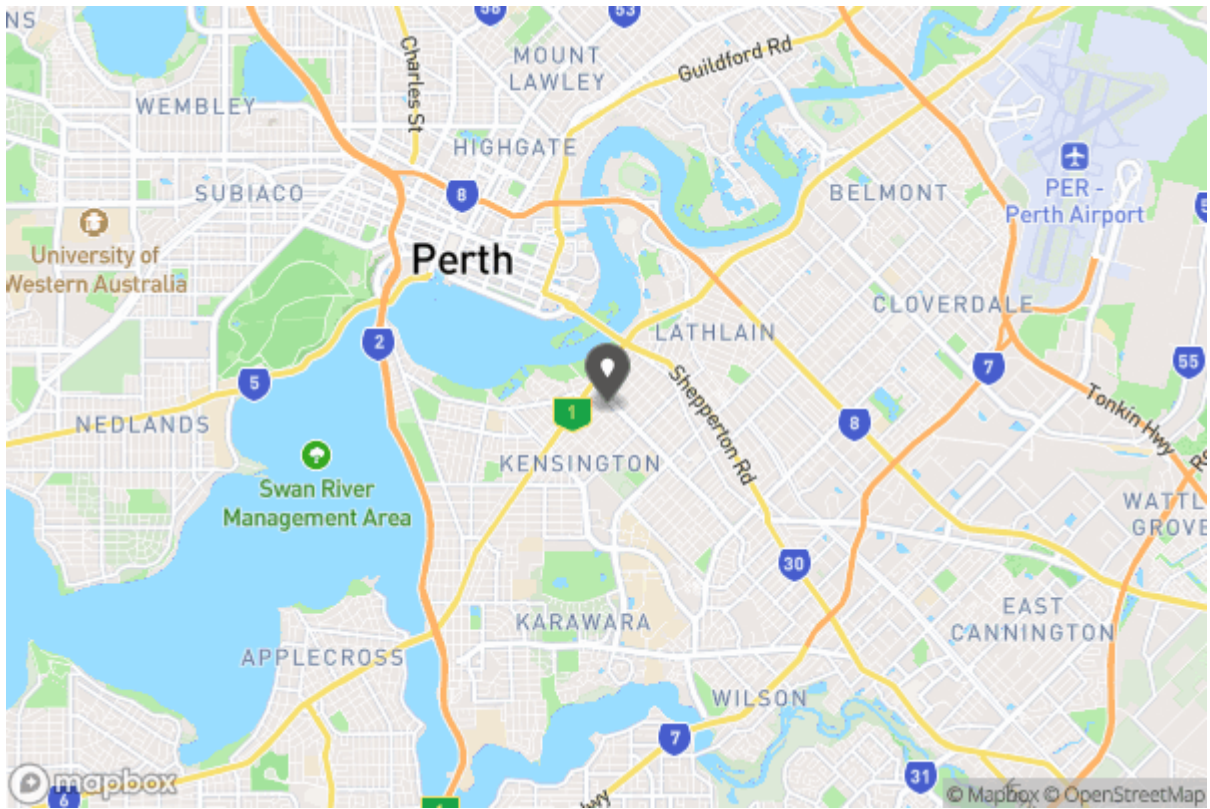 NS
58
53
Charles St
MOUNT
LAWLEY
Guildford Rd
WEMBLEY
HIGHGATE
SUBIACO
8
BELMONT
PER -
Perth Airport
University of
Western Australia
Perth
CLOVERDALE
2
LATHLAIN
7
55
5
1
Shepperton Rd
8
Tonkin Hwy
NEDLANDS
KENSINGTON
Swan River
Management Area
WATTL
GROVE
30
EAST
CANNINGTON
KARAWARA
APPLECROSS
WILSON
7
31
6
mapbox
© Mapbox © OpenStreetMap